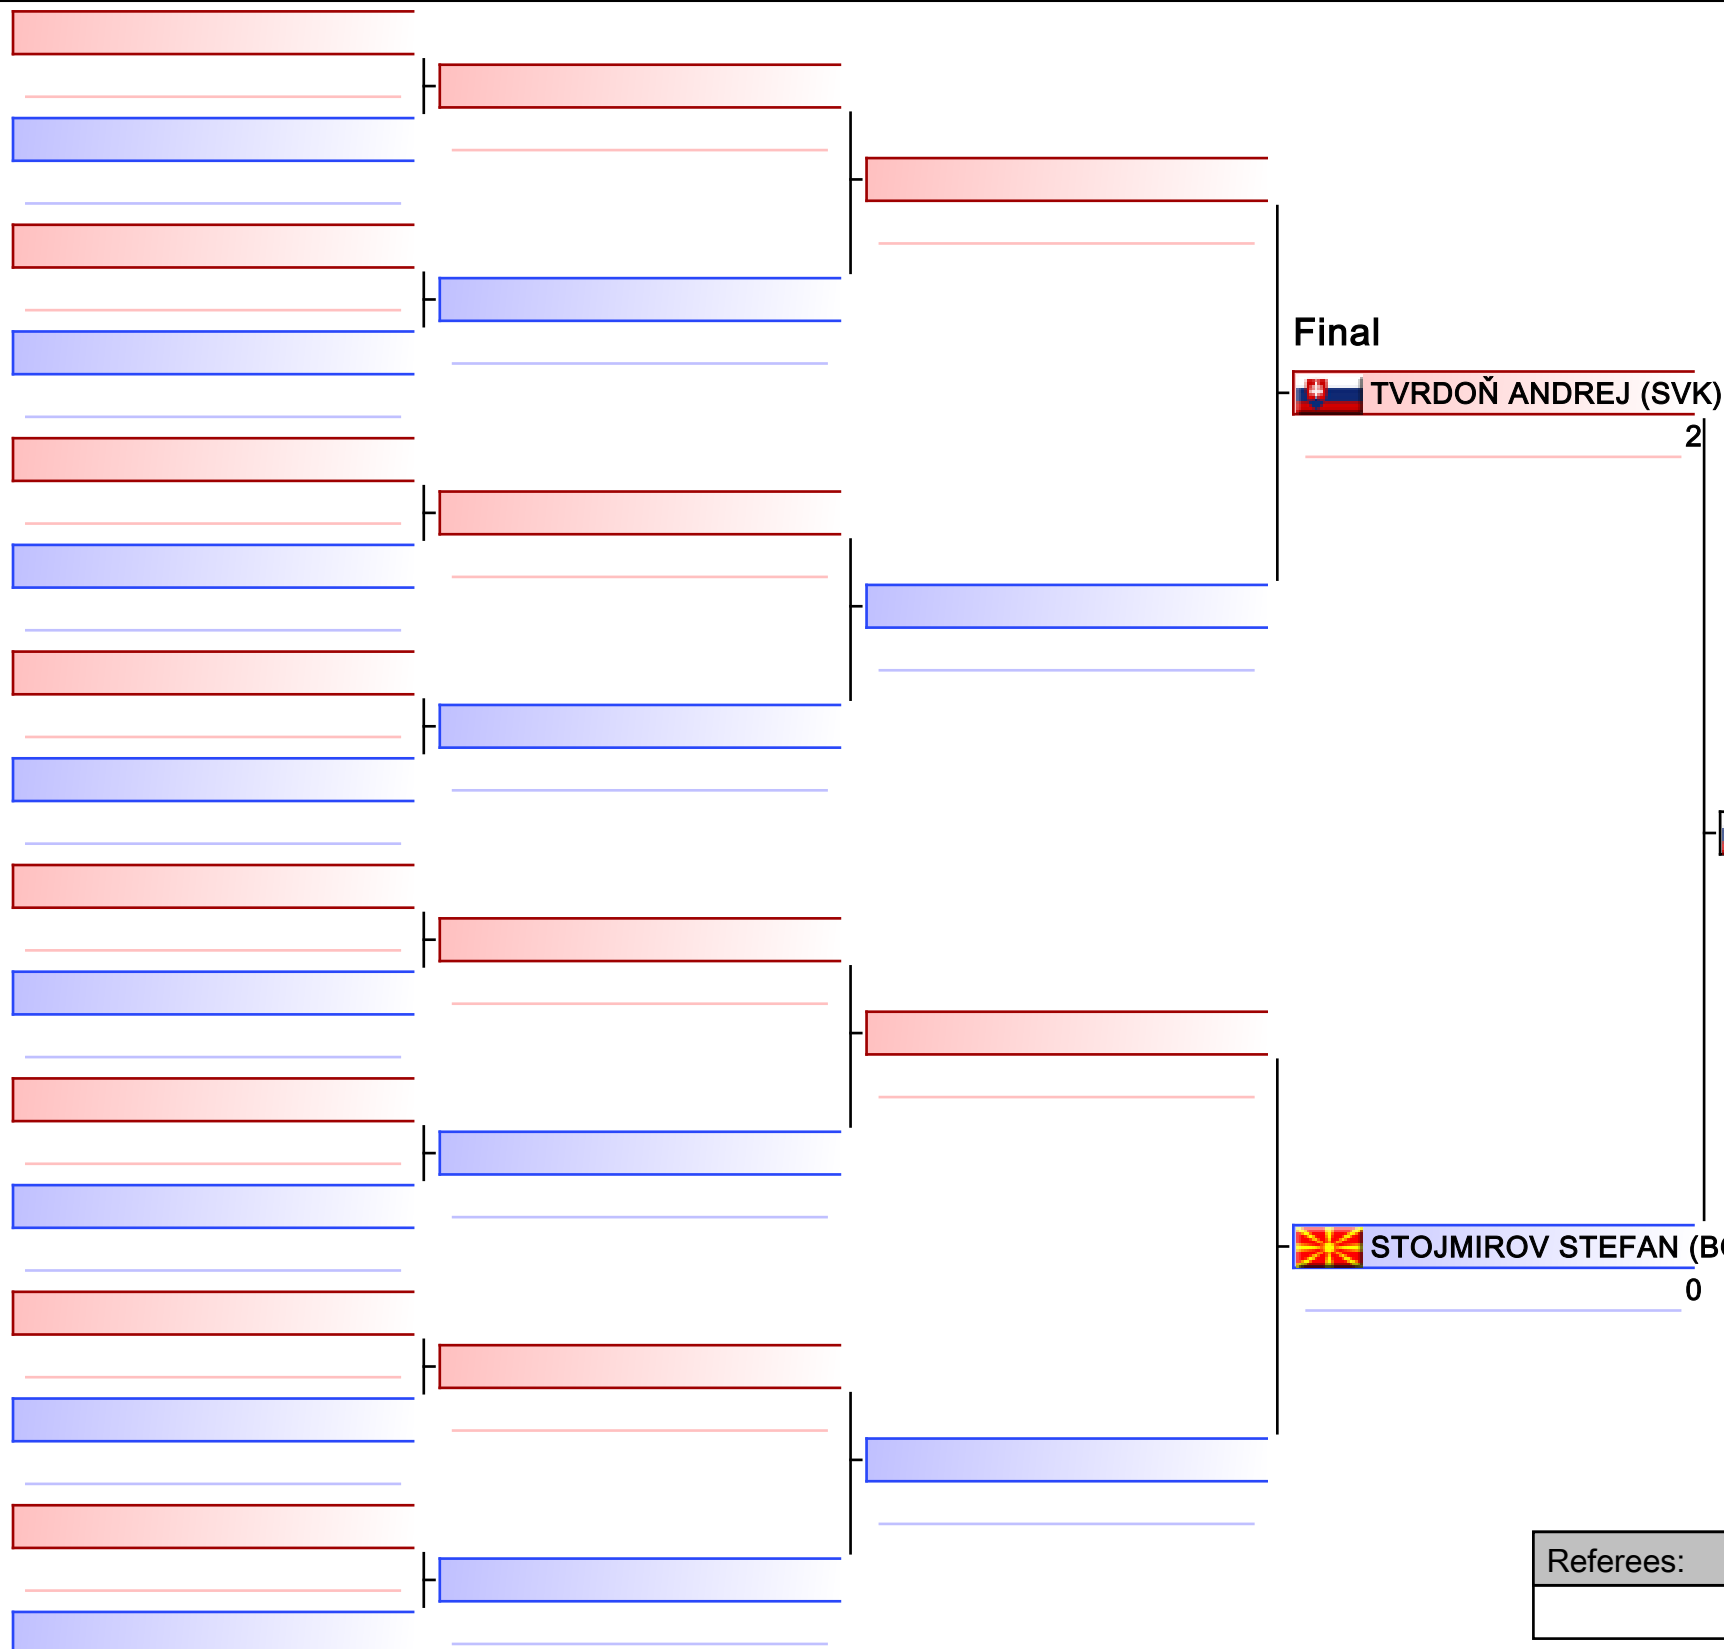 Final
TVRDOŇ ANDREJ (SVK)
2
STOJMIROV STEFAN
0
Referees: